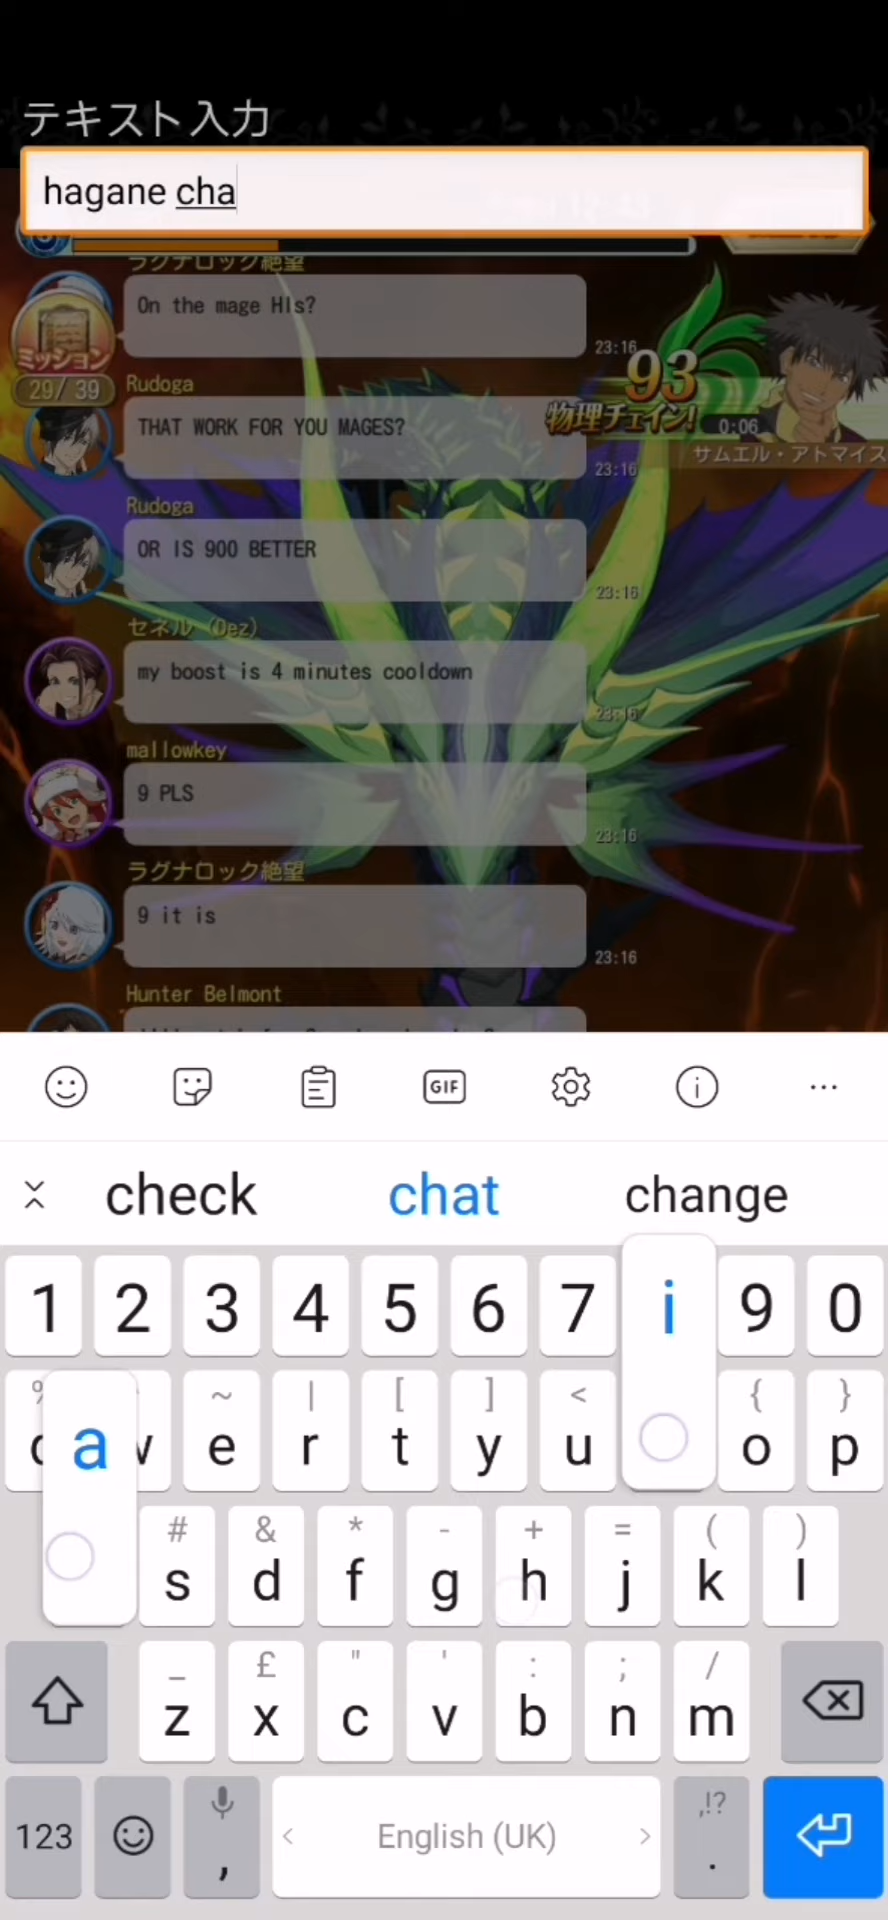 テキスト入力
hagane cha
ラグナロック絶望
On the mage HIs?
23:16
ミッション
29/ 39
93
物理チェイン!
0:06
サムエル・アトマイス
Rudoga
THAT WORK FOR YOU MAGES?
23:16
Rudoga
OR IS 900 BETTER
23:16
セネル (Dez)
my boost is 4 minutes cooldown
23:16
mallowkey
9 PLS
23:16
ラグナロック絶望
9 it is
23:16
Hunter Belmont
GIF
check chat change
1 2 3 4 5 6 7 i 9 0
~ | [ ] < { }
a e r t y u o p
# & * - + = ( )
s d f g h j k l
_ £ " ' : ; /
z x c v b n m
123 , < English (UK) > ,!? .